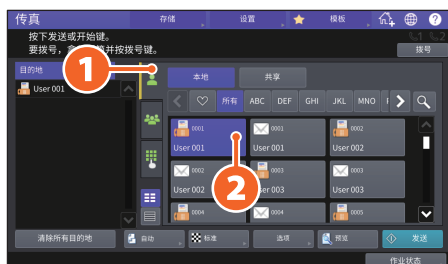 传真
存储
设置
模板
按下发送或开始键。
要拨号，
并按拨号键。
拨号
目的地
User 001
1
本地
共享
所有 ABC DEF GHI JKL MNO
0001
User 001
0001
User 001
0002
User 002
0002
User 002
0003
User 003
0003
User 003
0004
0004
0005
2
清除所有目的地
自动
标准
选项
预览
发送
作业状态